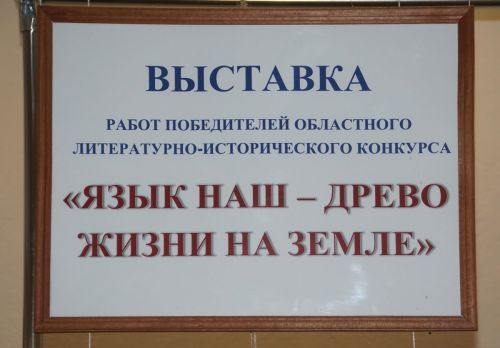 ВЫСТАВКА
РАБОТ ПОБЕДИТЕЛЕЙ ОБЛАСТНОГО
ЛИТЕРАТУРНО-ИСТОРИЧЕСКОГО КОНКУРСА
«ЯЗЫК НАШ – ДРЕВО
ЖИЗНИ НА ЗЕМЛЕ»